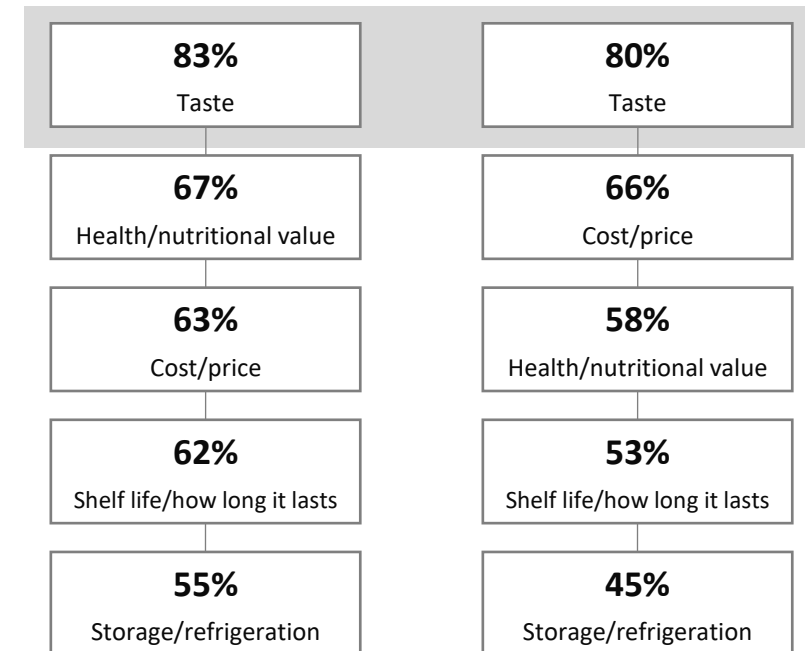 83%
Taste
67%
Health/nutritional value
63%
Cost/price
62%
Shelf life/how long it lasts
55%
Storage/refrigeration
80%
Taste
66%
Cost/price
58%
Health/nutritional value
53%
Shelf life/how long it lasts
45%
Storage/refrigeration